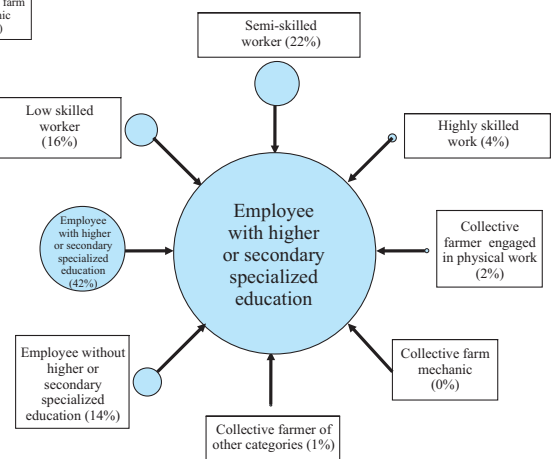 farm
Semi-skilled
worker (22%)
Low skilled
worker
(16%)
Highly skilled
work (4%)
Employee
with higher
or secondary
specialized
education
(42%)
Employee
with higher
or secondary
specialized
education
Collective
farmer engaged
in physical work
(2%)
Employee without
higher or
secondary
specialized
education (14%)
Collective farm
mechanic
(0%)
Collective farmer of
other categories (1%)